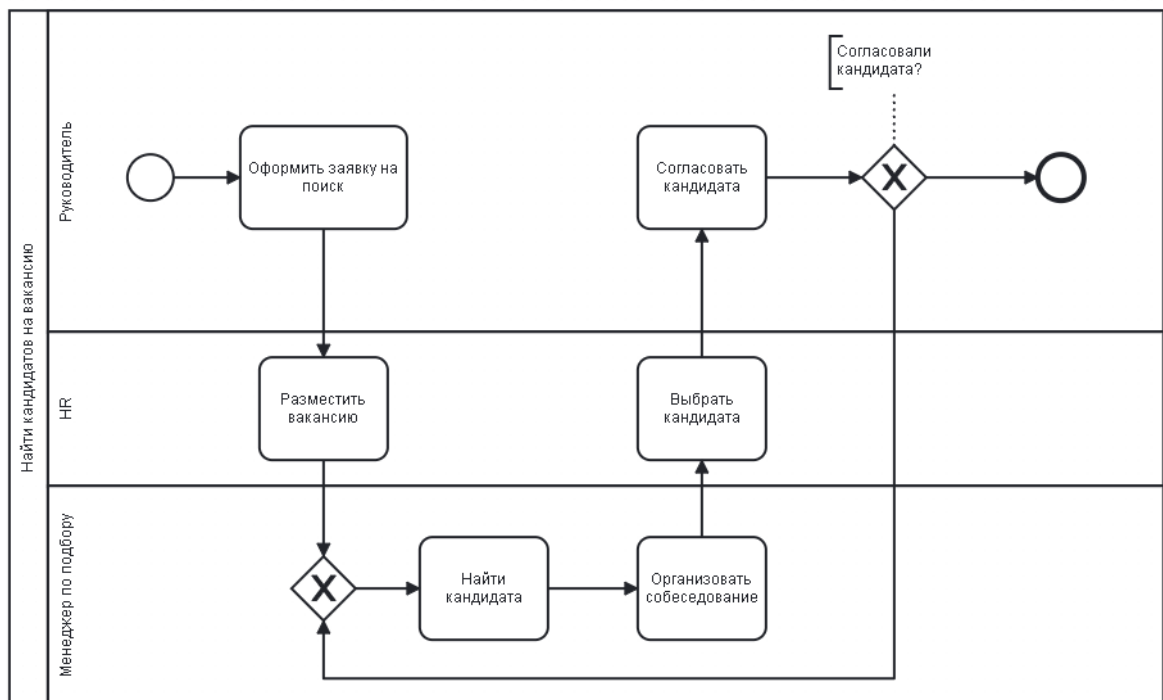 Найти кандидатов на вакансию
Руководитель
Оформить заявку на
поиск
Согласовать
кандидата
Согласовали
кандидата?
X
HR
Разместить
вакансию
Выбрать
кандидата
Менеджер по подбору
X
Найти
кандидата
Организовать
собеседование